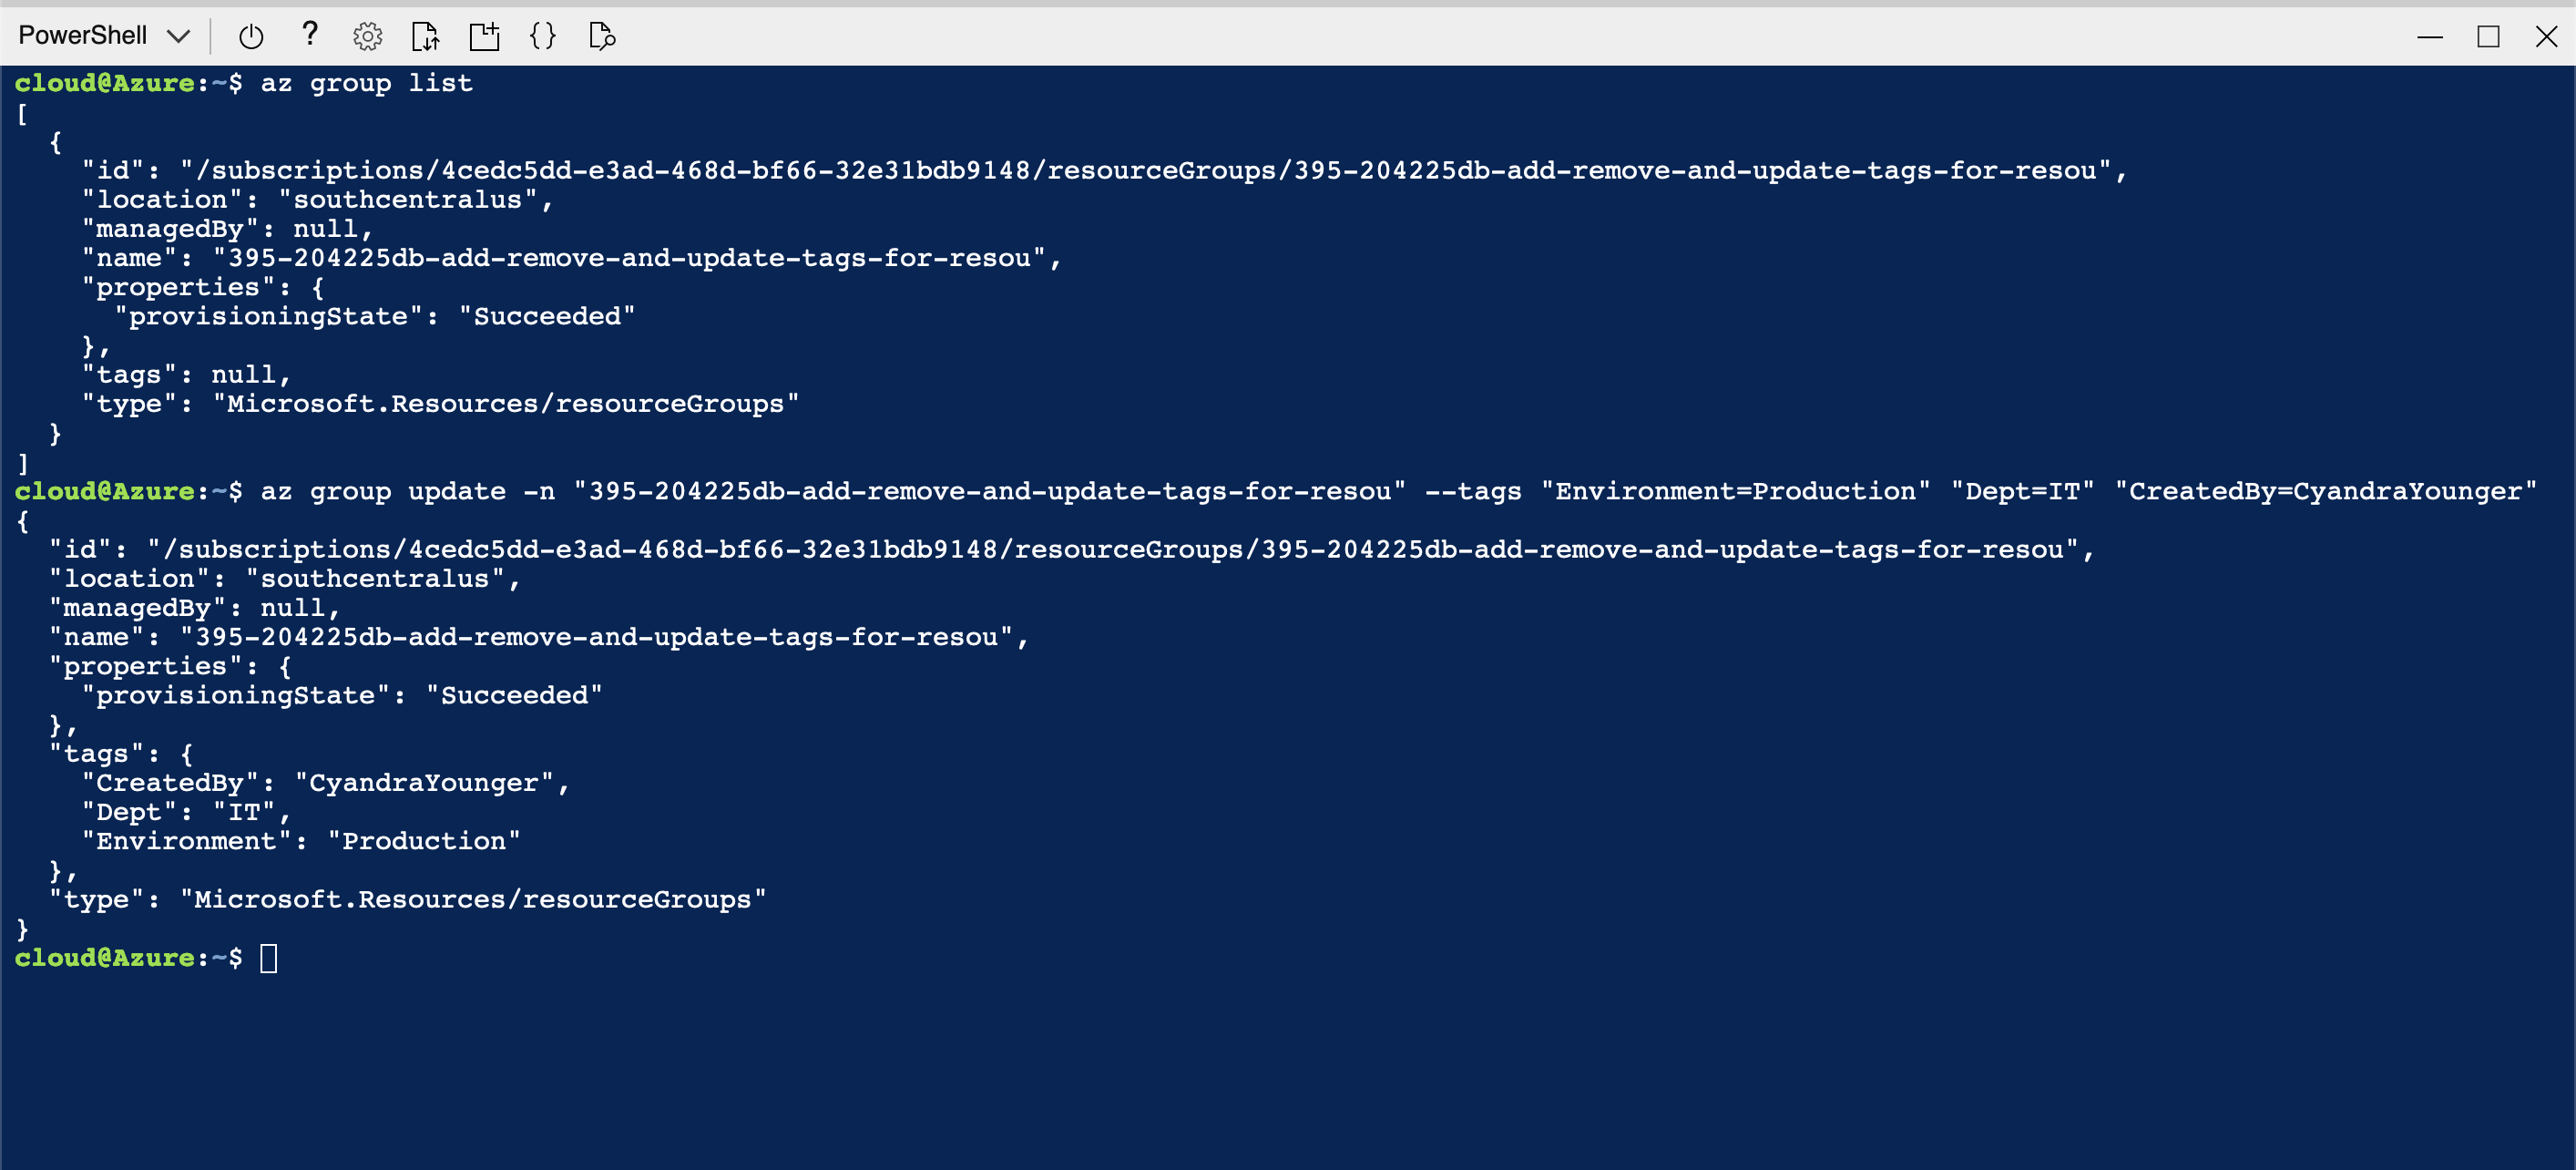 PowerShell
cloud@Azure:~$ az group list
[
  {
    "id": "/subscriptions/4cedc5dd-e3ad-468d-bf66-32e31bdb9148/resourceGroups/395-204225db-add-remove-and-update-tags-for-resou",
    "location": "southcentralus",
    "managedBy": null,
    "name": "395-204225db-add-remove-and-update-tags-for-resou",
    "properties": {
      "provisioningState": "Succeeded"
    },
    "tags": null,
    "type": "Microsoft.Resources/resourceGroups"
  }
]
cloud@Azure:~$ az group update -n "395-204225db-add-remove-and-update-tags-for-resou" --tags "Environment=Production" "Dept=IT" "CreatedBy=CyandraYounger"
{
  "id": "/subscriptions/4cedc5dd-e3ad-468d-bf66-32e31bdb9148/resourceGroups/395-204225db-add-remove-and-update-tags-for-resou",
  "location": "southcentralus",
  "managedBy": null,
  "name": "395-204225db-add-remove-and-update-tags-for-resou",
  "properties": {
    "provisioningState": "Succeeded"
  },
  "tags": {
    "CreatedBy": "CyandraYounger",
    "Dept": "IT",
    "Environment": "Production"
  },
  "type": "Microsoft.Resources/resourceGroups"
}
cloud@Azure:~$